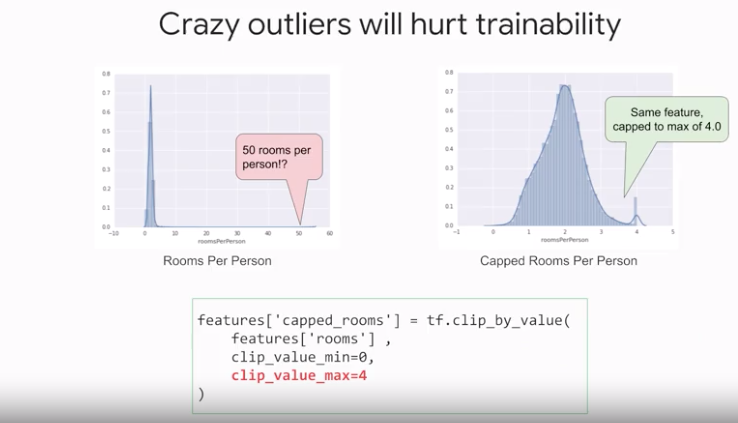 Crazy outliers will hurt trainability
0.8
0.7
0.6
0.5
0.4
0.3
0.2
0.1
0.0
-10 0 10 20 30 40 50 60
roomsPerPerson
50 rooms per
person!?
Rooms Per Person
0.8
0.7
0.6
0.5
0.4
0.3
0.2
0.1
0.0
-1 0 1 2 3 4 5
roomsPerPerson
Same feature,
capped to max of 4.0
Capped Rooms Per Person
features['capped_rooms'] = tf.clip_by_value(
features['rooms'] ,
clip_value_min=0,
clip_value_max=4
)